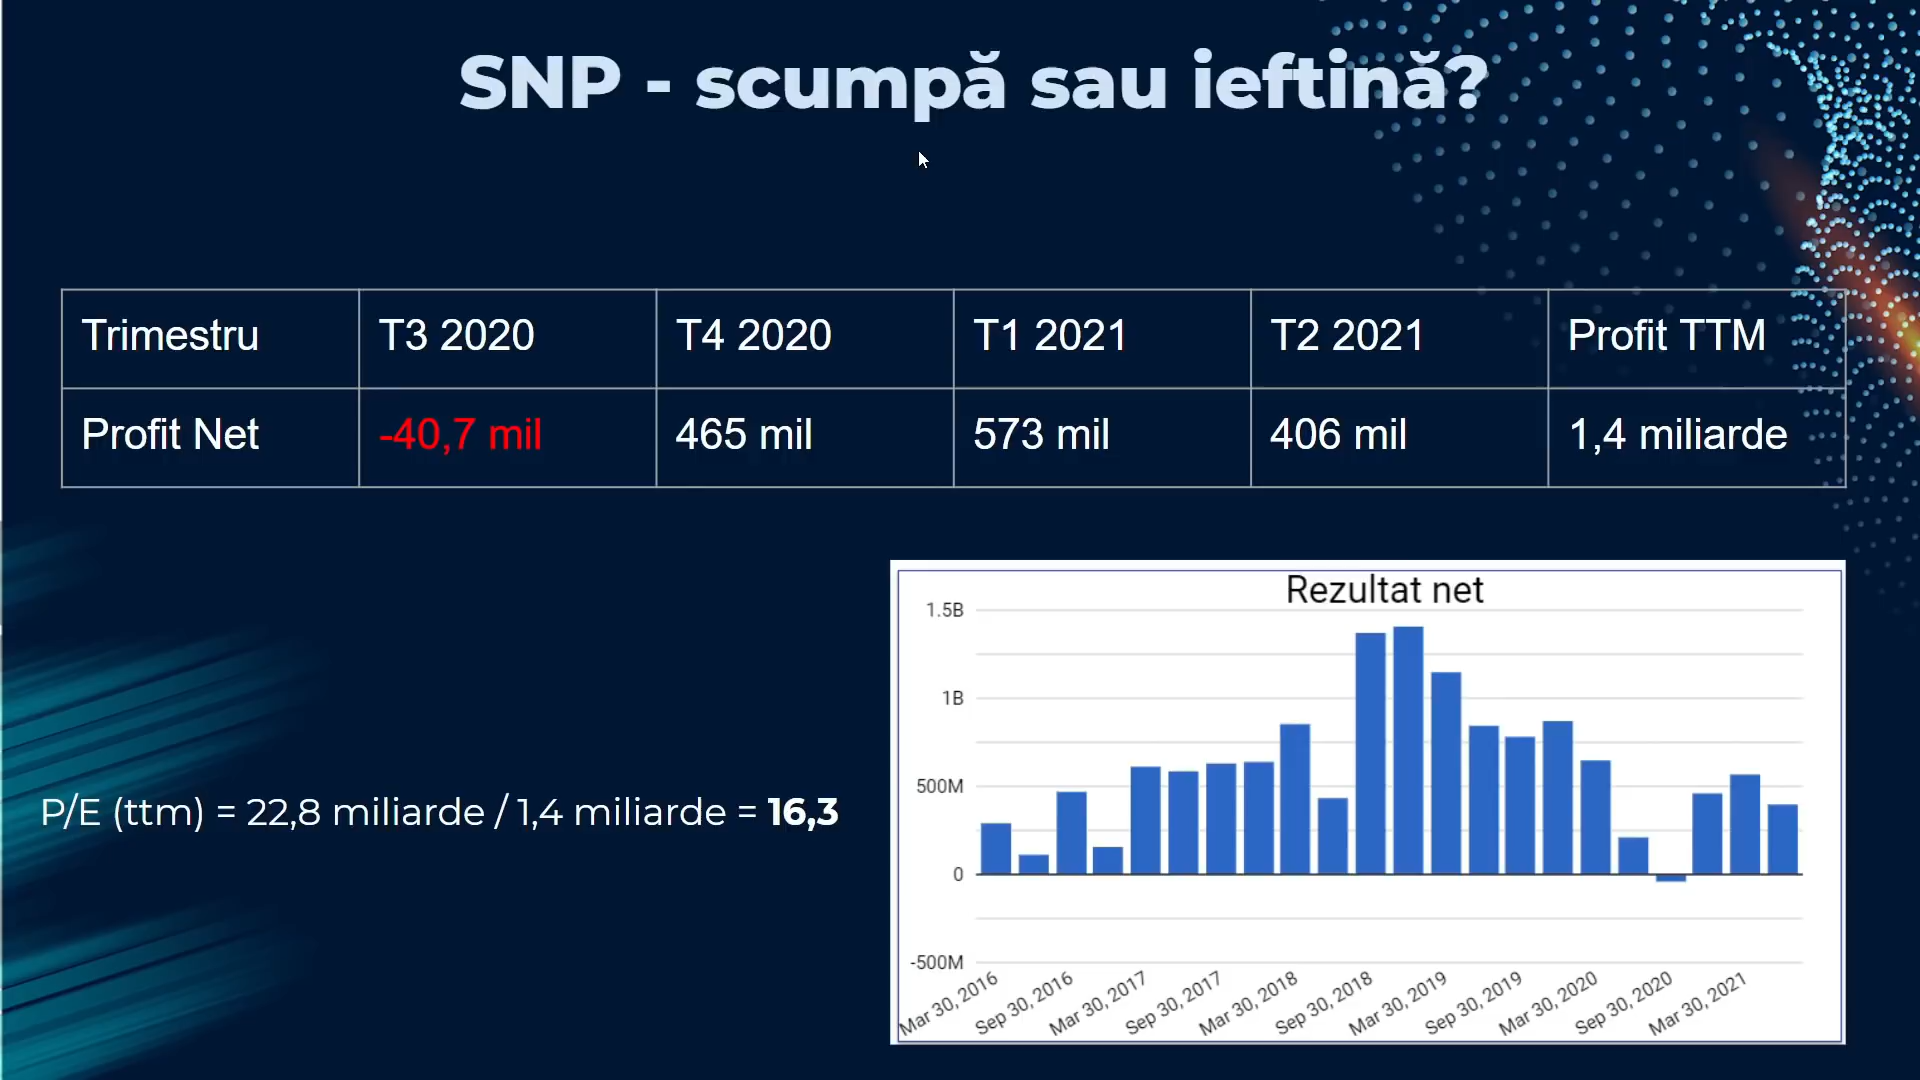 SNP - scumpă sau ieftină?
Trimestru T3 2020 T4 2020 T1 2021 T2 2021 Profit TTM
Profit Net -40,7 mil 465 mil 573 mil 406 mil 1,4 miliarde
P/E (ttm) = 22,8 miliarde / 1,4 miliarde = 16,3
Rezultat net
1.5B
1B
500M
0
-500M
Mar 30, 2016
Sep 30, 2016
Mar 30, 2017
Sep 30, 2017
Mar 30, 2018
Sep 30, 2018
Mar 30, 2019
Sep 30, 2019
Mar 30, 2020
Sep 30, 2020
Mar 30, 2021